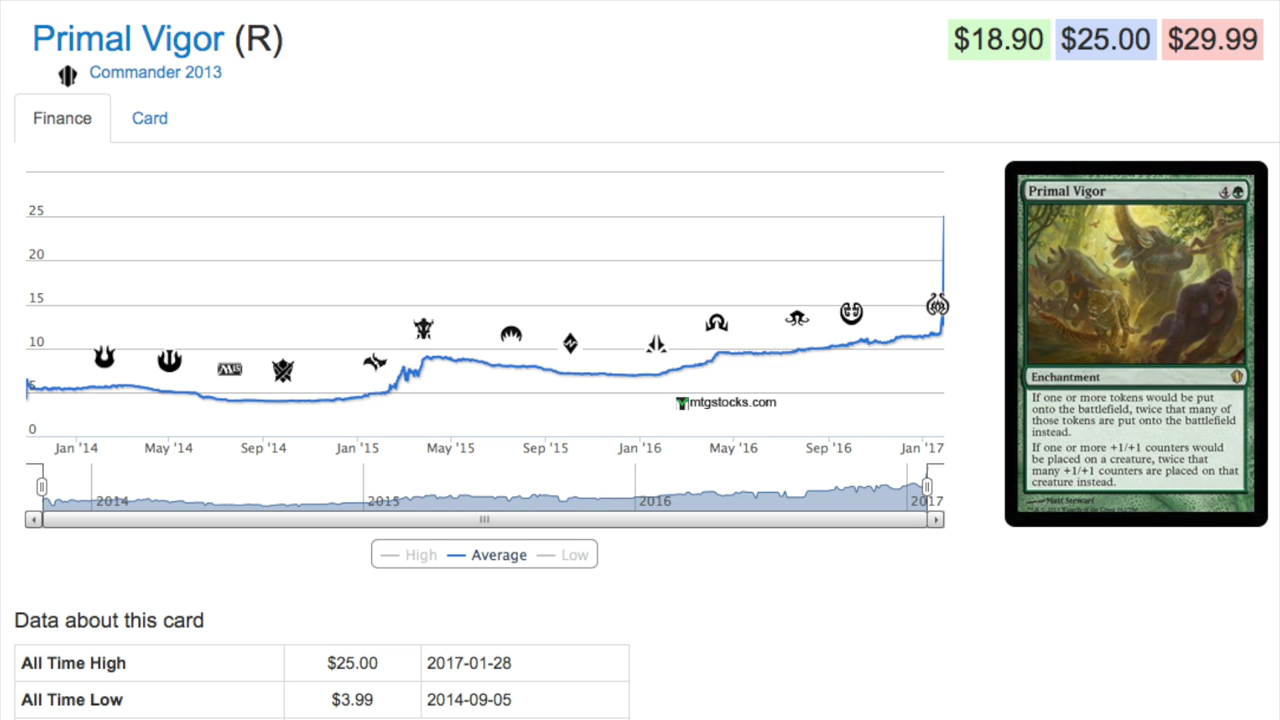 Primal Vigor (R)
$18.90 $25.00 $29.99
Commander 2013
Finance
Card
25
20
15
10
5
0
M15
mtgstocks.com
Jan '14 May '14 Sep '14 Jan '15 May '15 Sep '15 Jan '16 May '16 Sep '16 Jan '17
2014 2015 2016 2017
High Average Low
Primal Vigor 4
Enchantment
If one or more tokens would be put
onto the battlefield, twice that many of
those tokens are put onto the battlefield
instead.
If one or more +1/+1 counters would
be placed on a creature, twice that
many +1/+1 counters are placed on that
creature instead.
Matt Stewart
Data about this card
All Time High $25.00 2017-01-28
All Time Low $3.99 2014-09-05